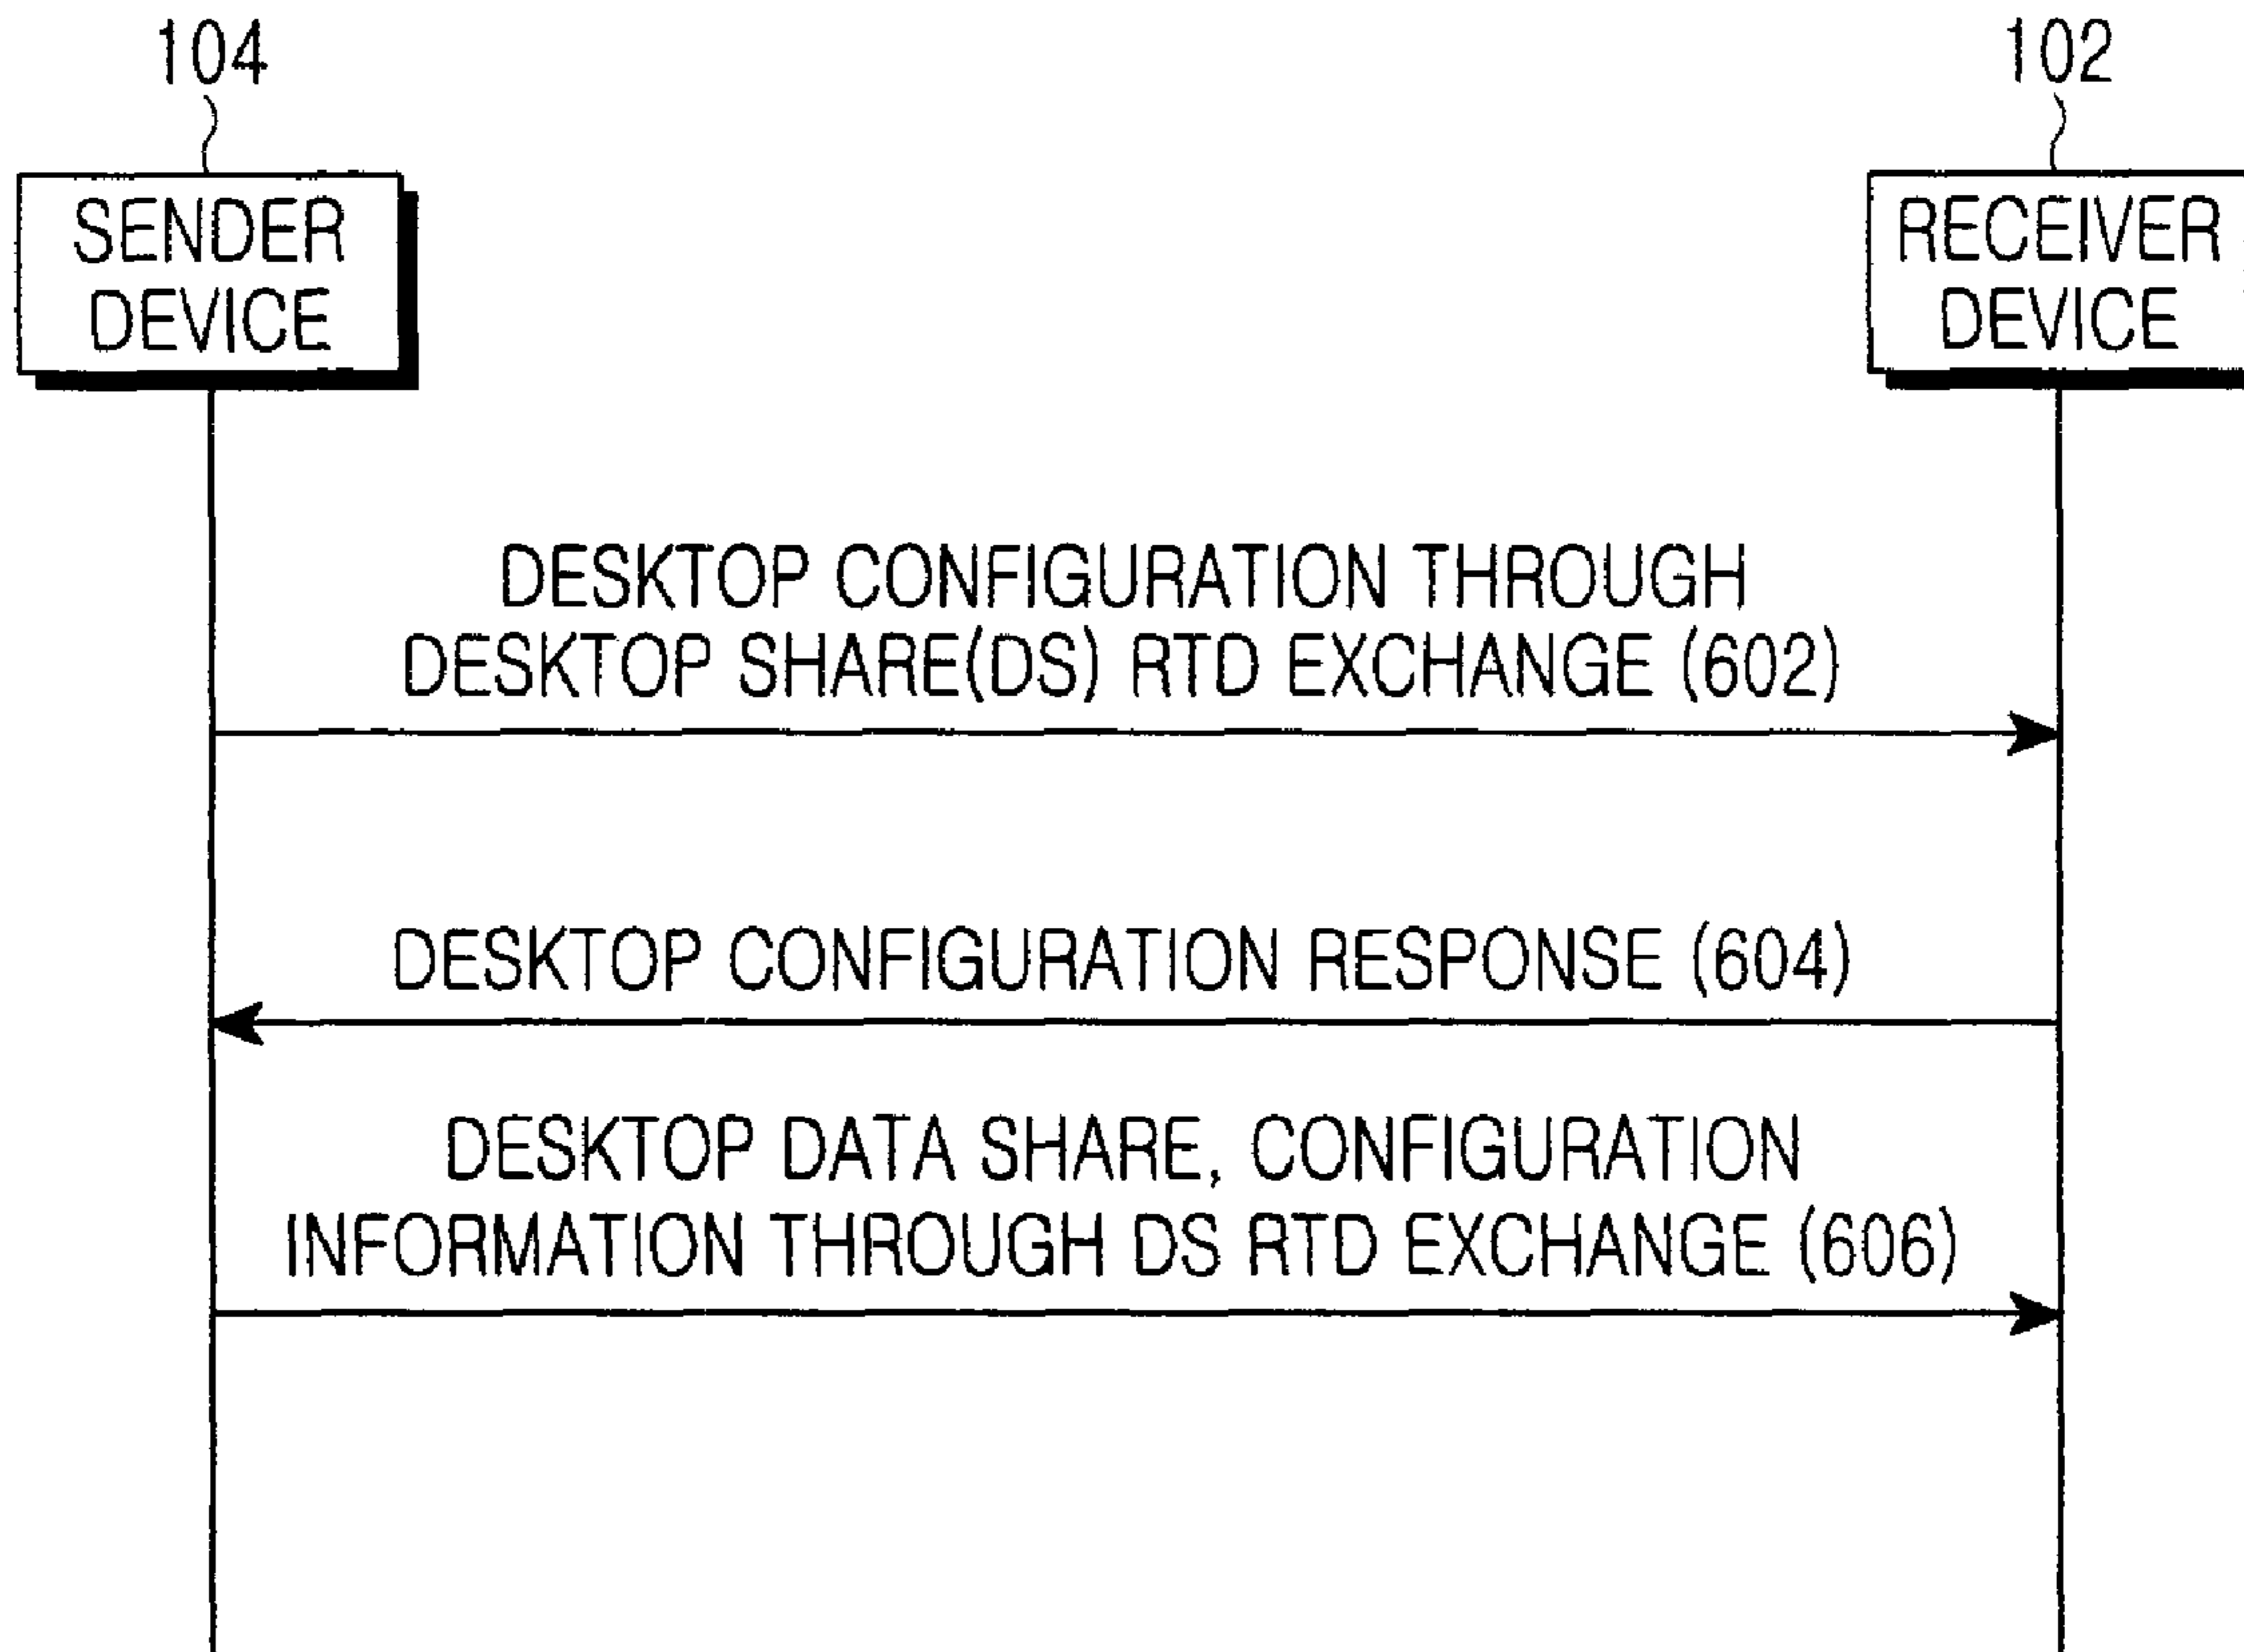 104
102
SENDER
DEVICE
RECEIVER
DEVICE
DESKTOP CONFIGURATION THROUGH
DESKTOP SHARE(DS) RTD EXCHANGE (602)
DESKTOP CONFIGURATION RESPONSE (604)
DESKTOP DATA SHARE, CONFIGURATION
INFORMATION THROUGH DS RTD EXCHANGE (606)